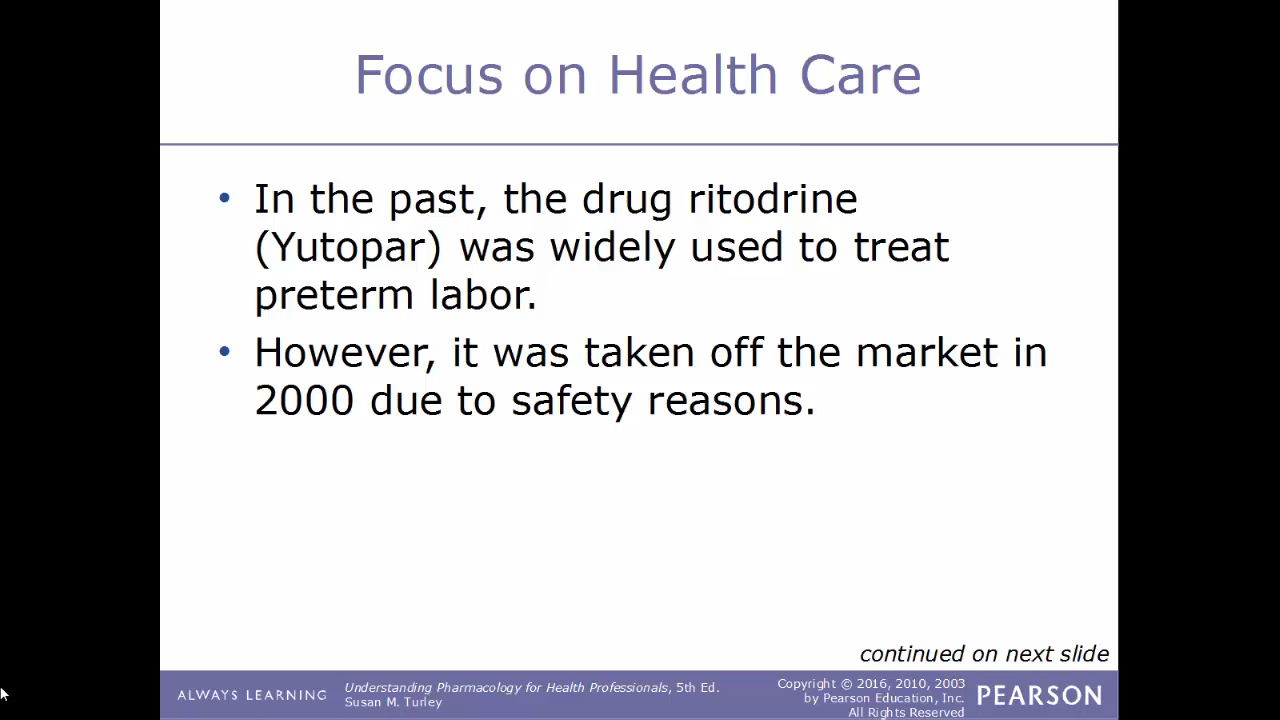 Focus on Health Care
• In the past, the drug ritodrine
(Yutopar) was widely used to treat
preterm labor.
• However, it was taken off the market in
2000 due to safety reasons.
continued on next slide
ALWAYS LEARNING
Understanding Pharmacology for Health Professionals, 5th Ed.
Susan M. Turley
Copyright © 2016, 2010, 2003
by Pearson Education, Inc.
All Rights Reserved
PEARSON